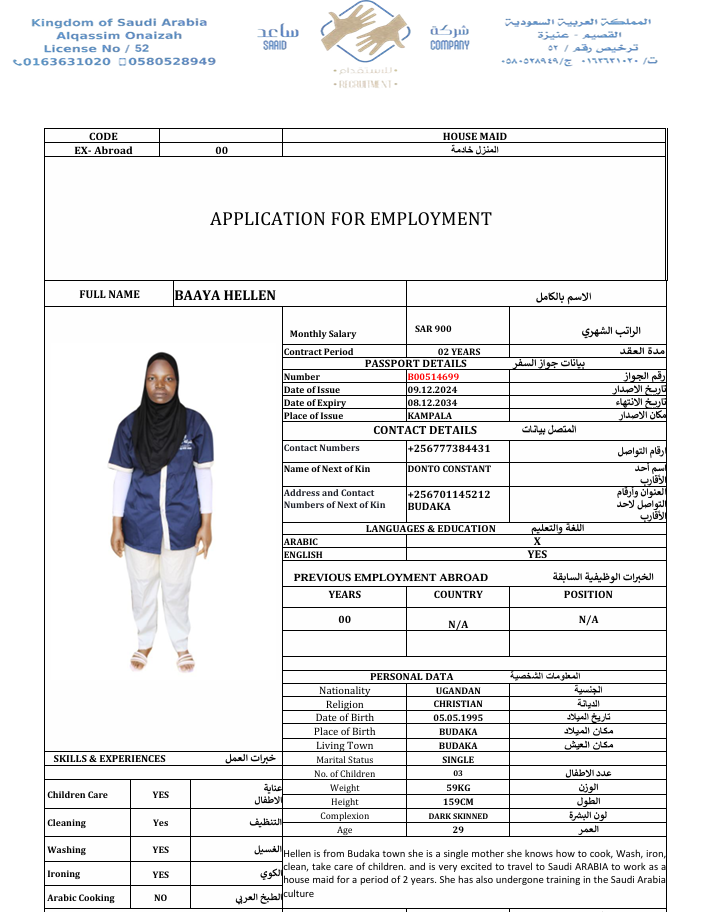 Kingdom of Saudi Arabia
Alqassim Onaizah
License No / 52
0163631020 0580528949
ساعد
SAAID
شركة
COMPANY
للاستقدام
RECRUITMENT
المملكة العربية السعودية
القصيم - عنيزة
ترخيص رقم / ٥٢
ت/ ٠١٦٣٦٣١٠٢٠ ج/ ٠٥٨٠٥٢٨٩٤٩
CODE HOUSE MAID
EX- Abroad 00 المنزل خادمة
APPLICATION FOR EMPLOYMENT
FULL NAME BAAYA HELLEN الاسم بالكامل
Monthly Salary SAR 900 الراتب الشهري
Contract Period 02 YEARS مدة العقد
PASSPORT DETAILS بيانات جواز السفر
Number B00514699 رقم الجواز
Date of Issue 09.12.2024 تاريخ الاصدار
Date of Expiry 08.12.2034 تاريخ الانتهاء
Place of Issue KAMPALA مكان الاصدار
CONTACT DETAILS المتصل بيانات
Contact Numbers +256777384431 ارقام التواصل
Name of Next of Kin DONTO CONSTANT اسم أحد
الأقارب
Address and Contact +256701145212 العنوان وأرقام
Numbers of Next of Kin BUDAKA التواصل لاحد
الأقارب
LANGUAGES & EDUCATION اللغة والتعليم
ARABIC X
ENGLISH YES
PREVIOUS EMPLOYMENT ABROAD الخبرات الوظيفية السابقة
YEARS COUNTRY POSITION
00 N/A N/A
PERSONAL DATA المعلومات الشخصية
Nationality UGANDAN الجنسية
Religion CHRISTIAN الديانة
Date of Birth 05.05.1995 تاريخ الميلاد
Place of Birth BUDAKA مكان الميلاد
Living Town BUDAKA مكان العيش
Marital Status SINGLE
No. of Children 03 عدد الاطفال
Weight 59KG الوزن
Height 159CM الطول
Complexion DARK SKINNED لون البشرة
Age 29 العمر
SKILLS & EXPERIENCES خبرات العمل
Children Care YES عناية
الاطفال
Cleaning Yes التنظيف
Washing YES الغسيل
Ironing YES الكوي
Arabic Cooking NO الطبخ العربي
Hellen is from Budaka town she is a single mother she knows how to cook, Wash, iron,
clean, take care of children. and is very excited to travel to Saudi ARABIA to work as a
house maid for a period of 2 years. She has also undergone training in the Saudi Arabia
culture